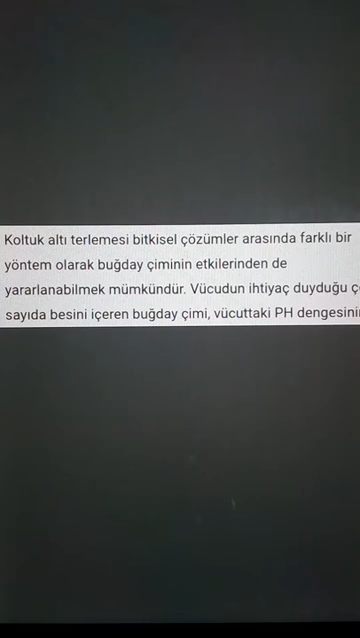 Koltuk altı terlemesi bitkisel çözümler arasında farklı bir
yöntem olarak buğday çiminin etkilerinden de
yararlanabilmek mümkündür. Vücudun ihtiyaç duyduğu
sayıda besini içeren buğday çimi, vücuttaki PH